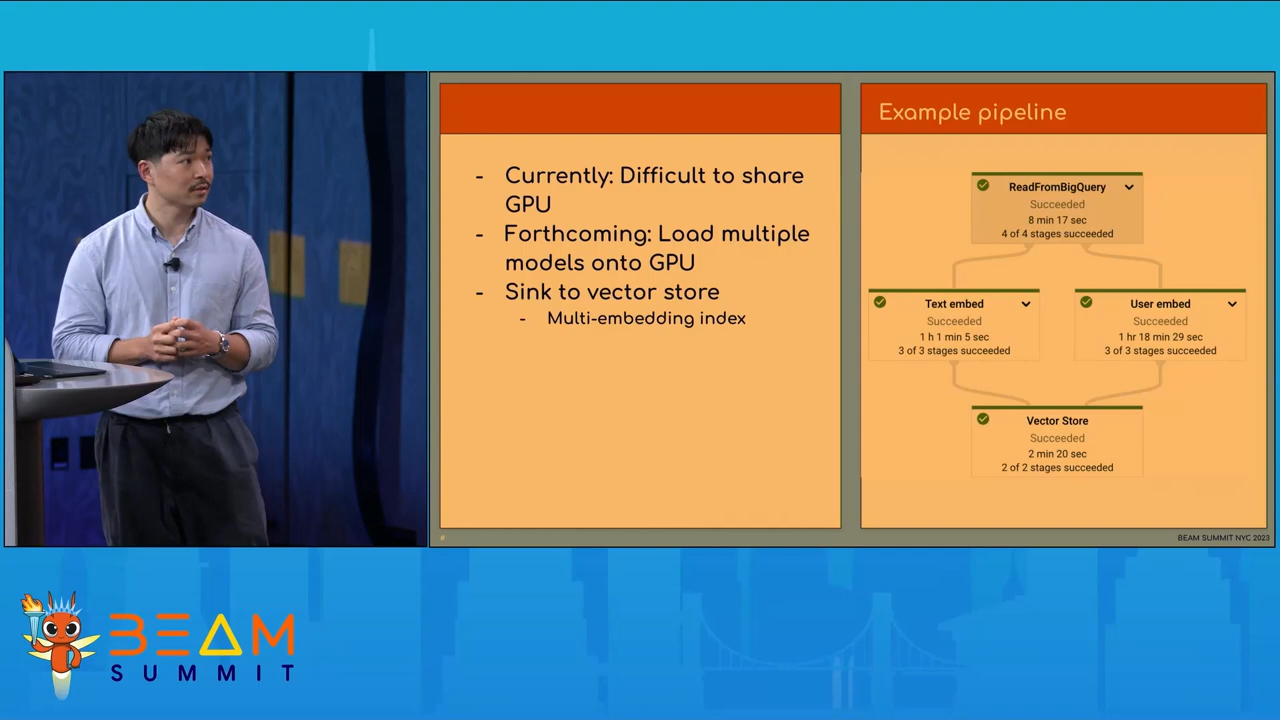 - Currently: Difficult to share
GPU
- Forthcoming: Load multiple
models onto GPU
- Sink to vector store
- Multi-embedding index
Example pipeline
ReadFromBigQuery
Succeeded
8 min 17 sec
4 of 4 stages succeeded
Text embed
Succeeded
1 h 1 min 5 sec
3 of 3 stages succeeded
User embed
Succeeded
1 hr 18 min 29 sec
3 of 3 stages succeeded
Vector Store
Succeeded
2 min 20 sec
2 of 2 stages succeeded
#
BEAM SUMMIT NYC 2023
BEAM
SUMMIT